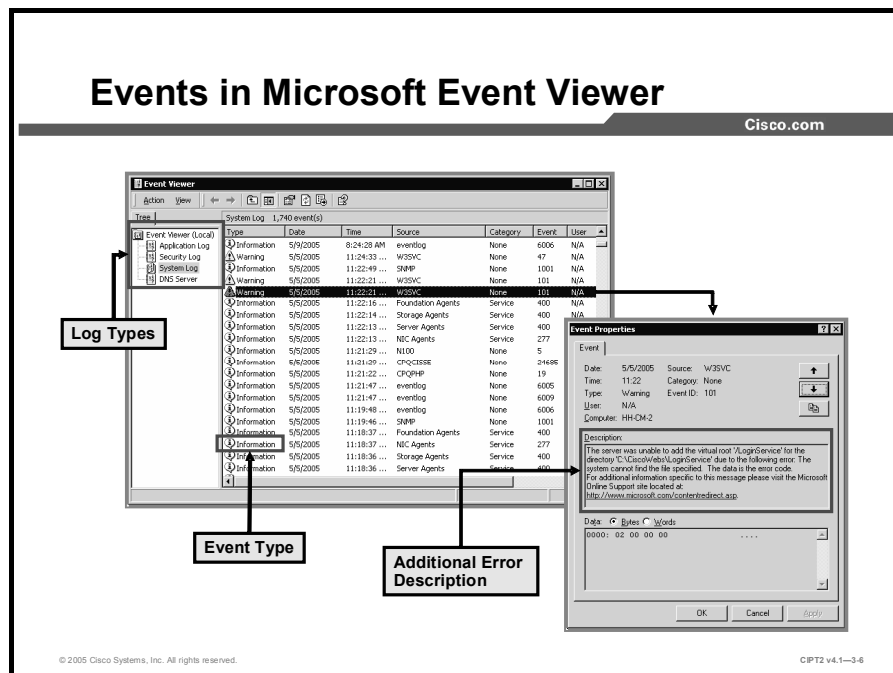 Events in Microsoft Event Viewer
Cisco.com
Event Viewer
Action View
Tree System Log 1,740 event(s)
Type Date Time Source Category Event User
Event Viewer (Local)
Application Log
Security Log
System Log
DNS Server
Information 5/9/2005 8:24:28 AM eventlog None 6006 N/A
Warning 5/5/2005 11:24:33 ... W3SVC None 47 N/A
Information 5/5/2005 11:22:49 ... SNMP None 1001 N/A
Warning 5/5/2005 11:22:21 ... W3SVC None 101 N/A
Warning 5/5/2005 11:22:21 ... W3SVC None 101 N/A
Information 5/5/2005 11:22:16 ... Foundation Agents Service 400 N/A
Information 5/5/2005 11:22:14 ... Storage Agents Service 400 N/A
Information 5/5/2005 11:22:13 ... Server Agents Service 400
Information 5/5/2005 11:22:13 ... NIC Agents Service 277
Information 5/5/2005 11:21:29 ... N100 None 5
Information 5/5/2005 11:21:29 ... CPQCISSE None 24685
Information 5/5/2005 11:21:22 ... CPQPHP None 19
Information 5/5/2005 11:21:47 ... eventlog None 6005
Information 5/5/2005 11:21:47 ... eventlog None 6009
Information 5/5/2005 11:19:48 ... eventlog None 6006
Information 5/5/2005 11:19:46 ... SNMP None 1001
Information 5/5/2005 11:18:37 ... Foundation Agents Service 400
Information 5/5/2005 11:18:37 ... NIC Agents Service 277
Information 5/5/2005 11:18:36 ... Storage Agents Service 400
Information 5/5/2005 11:18:36 ... Server Agents Service 400
Log Types
Event Type
Additional Error
Description
Event Properties
Event
Date: 5/5/2005 Source: W3SVC
Time: 11:22 Category: None
Type: Warning Event ID: 101
User: N/A
Computer: HH-CM-2
Description:
The server was unable to add the virtual root '/LoginService' for the
directory 'C:\CiscoWebs\LoginService' due to the following error: The
system cannot find the file specified. The data is the error code.
For additional information specific to this message please visit the Microsoft
Online Support site located at:
http://www.microsoft.com/contentredirect.asp.
Data: Bytes Words
0000: 02 00 00 00 ....
OK Cancel Apply
© 2005 Cisco Systems, Inc. All rights reserved.
CIPT2 v4.1—3-6